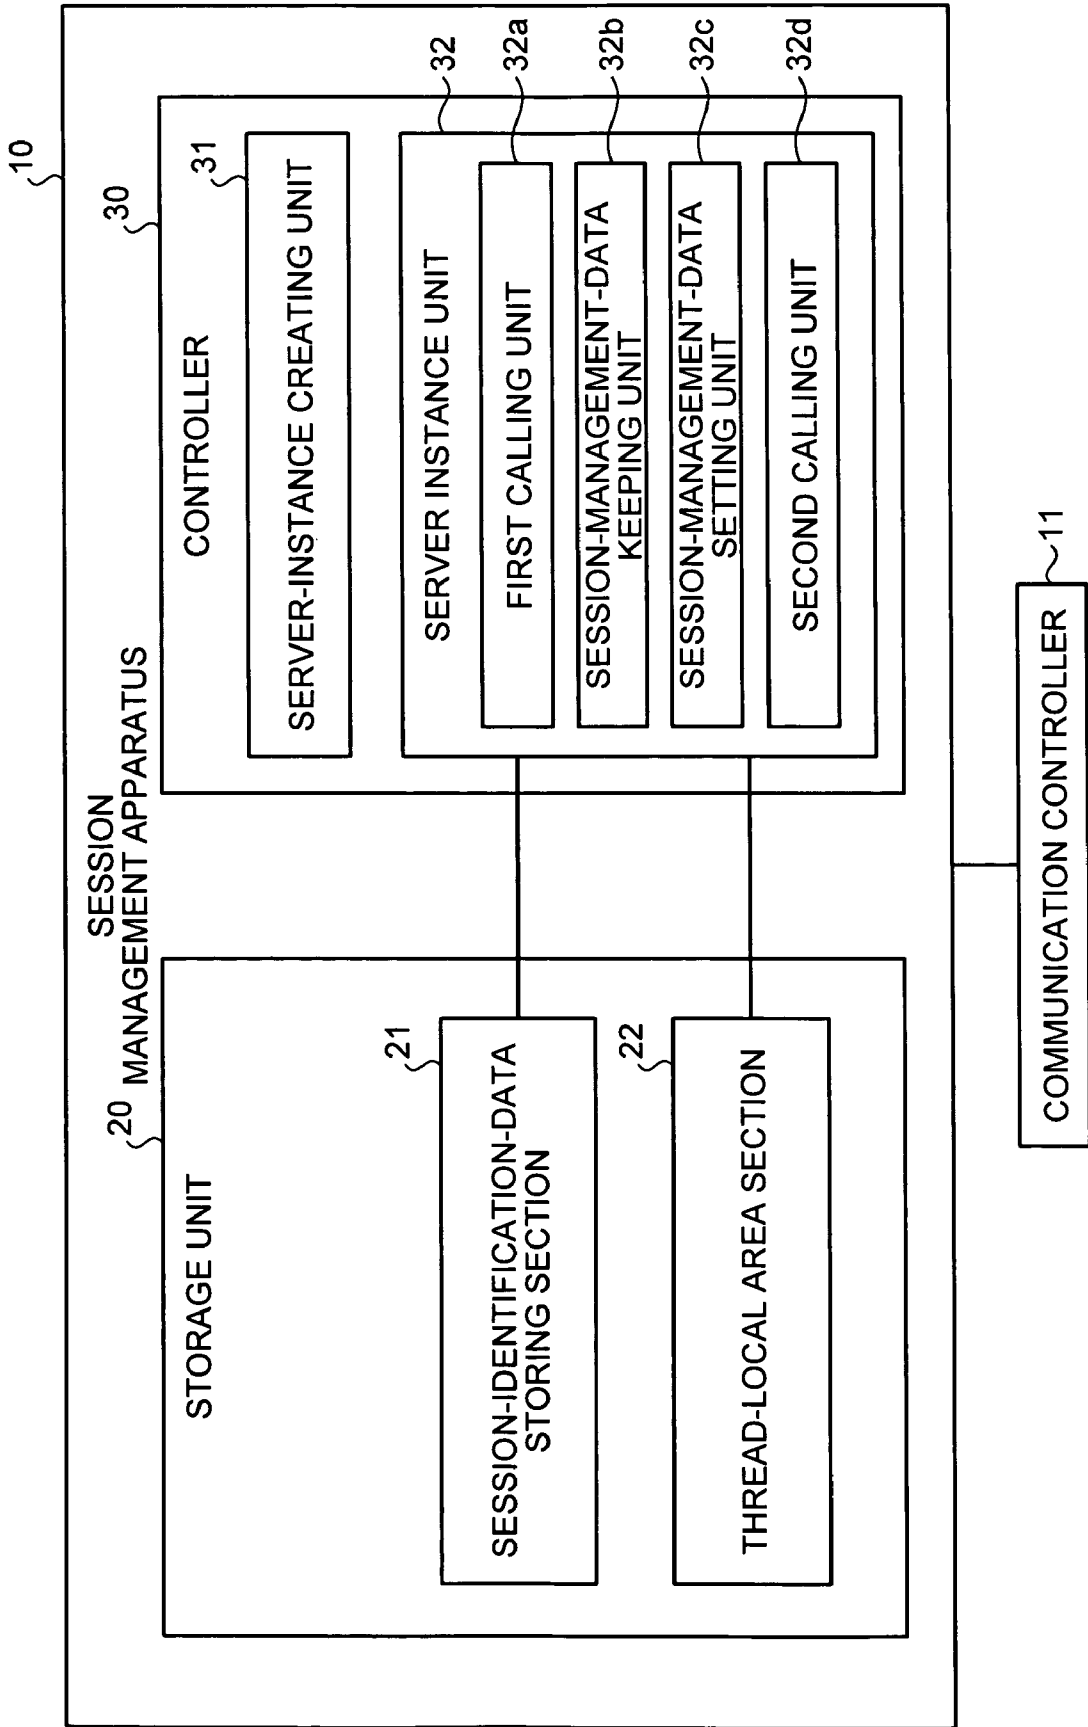 10
SESSION
MANAGEMENT APPARATUS
20
STORAGE UNIT
21
SESSION-IDENTIFICATION-DATA
STORING SECTION
22
THREAD-LOCAL AREA SECTION
30
CONTROLLER
31
SERVER-INSTANCE CREATING UNIT
32
SERVER INSTANCE UNIT
32a
FIRST CALLING UNIT
32b
SESSION-MANAGEMENT-DATA
KEEPING UNIT
32c
SESSION-MANAGEMENT-DATA
SETTING UNIT
32d
SECOND CALLING UNIT
COMMUNICATION CONTROLLER
11